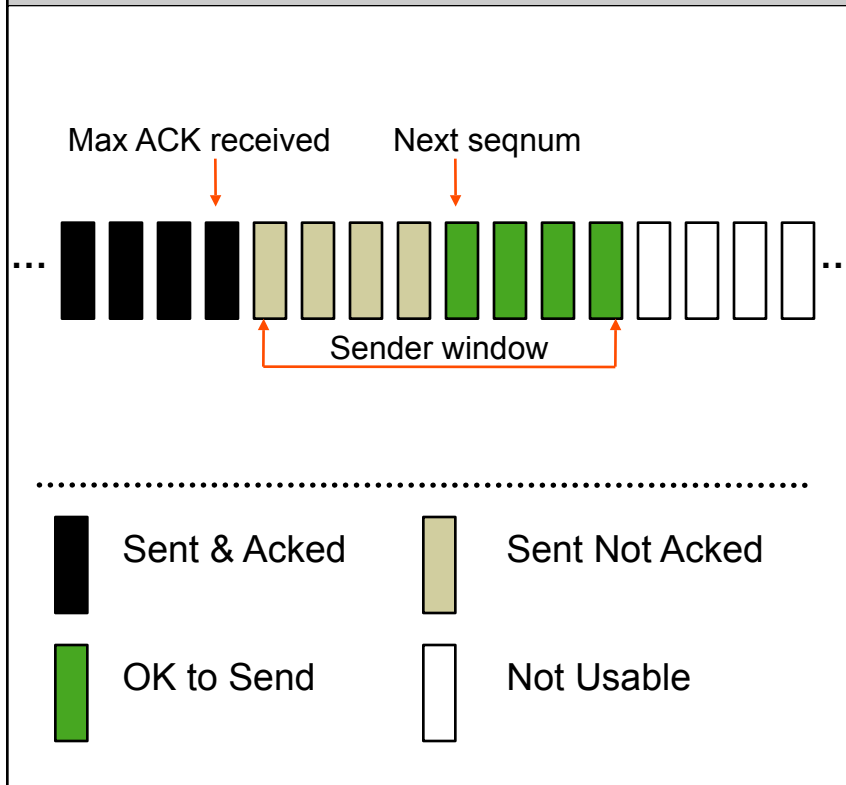 Max ACK received Next seqnum
... ...
Sender window
Sent & Acked Sent Not Acked
OK to Send Not Usable